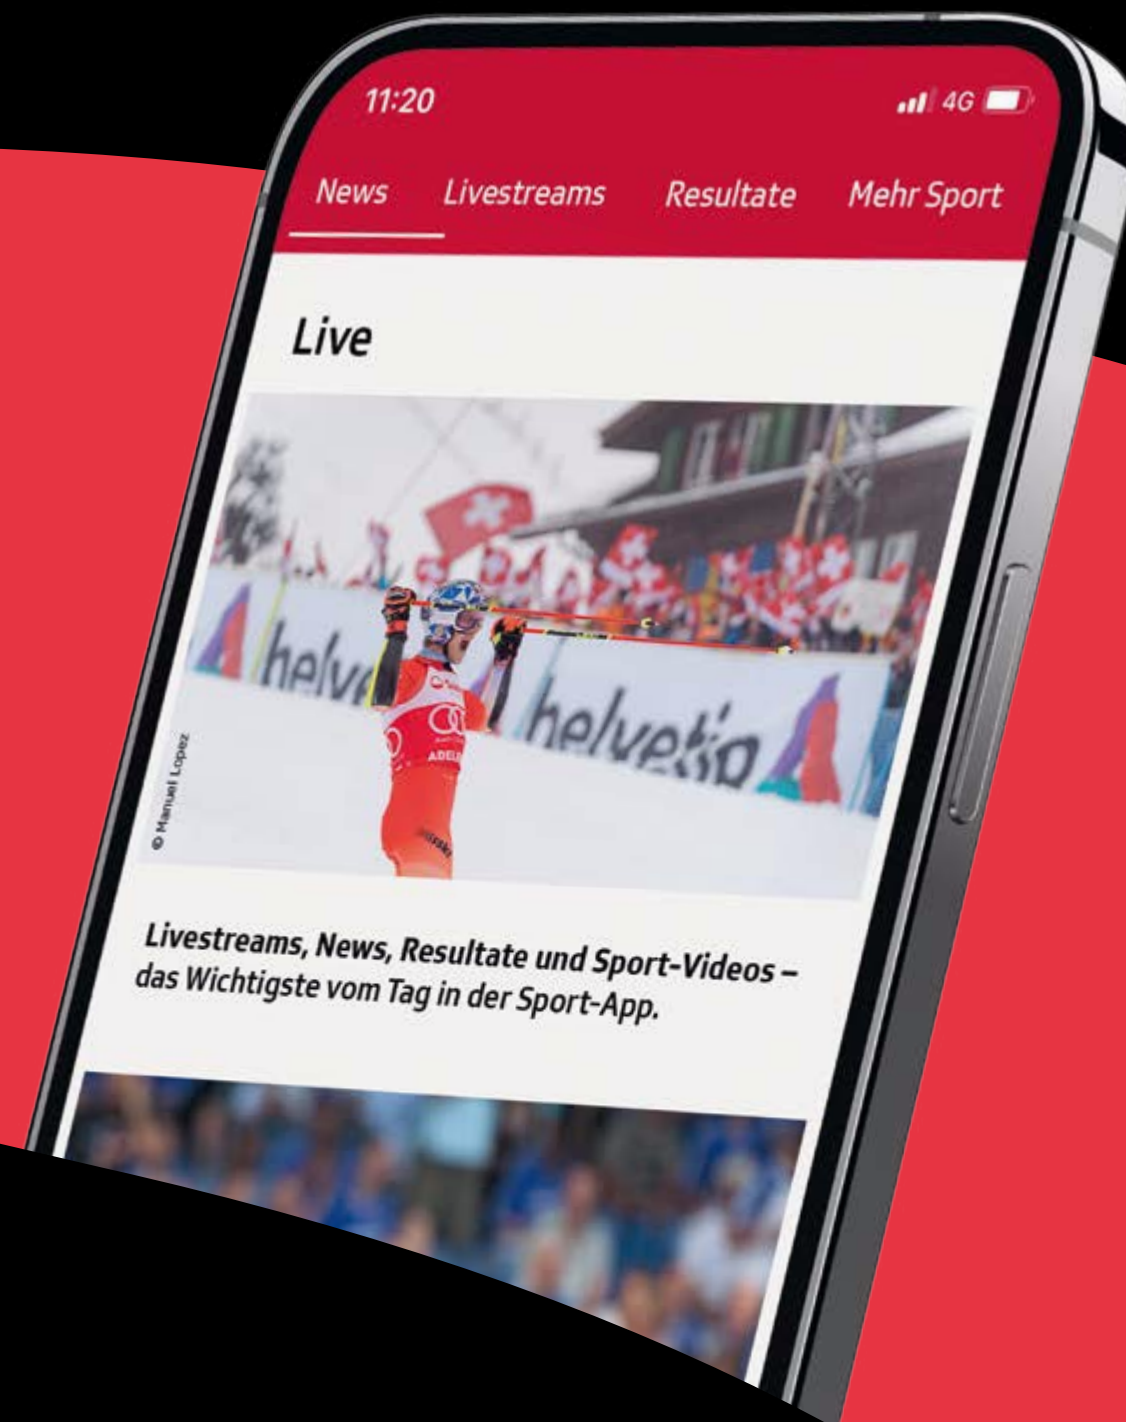 11:20
4G
News Livestreams Resultate Mehr Sport
Live
helve
helvetia
ADELB
© Manuel Lopez
Livestreams, News, Resultate und Sport-Videos –
das Wichtigste vom Tag in der Sport-App.